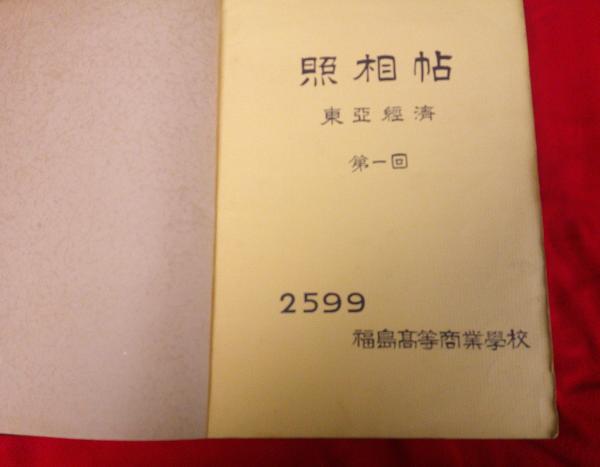 照相帖
東亞經濟
第一回
2599
福島高等商業學校